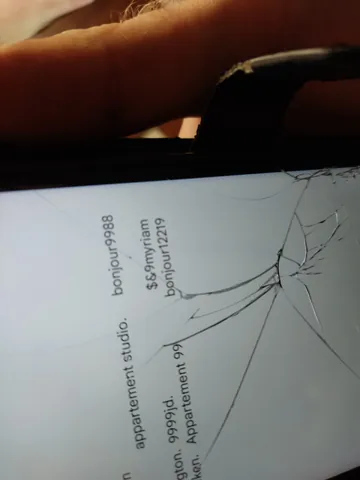 n
appartement studio. bonjour9988
gton. 9999jd. $&9myriam
ken. Appartement 99 bonjour12219